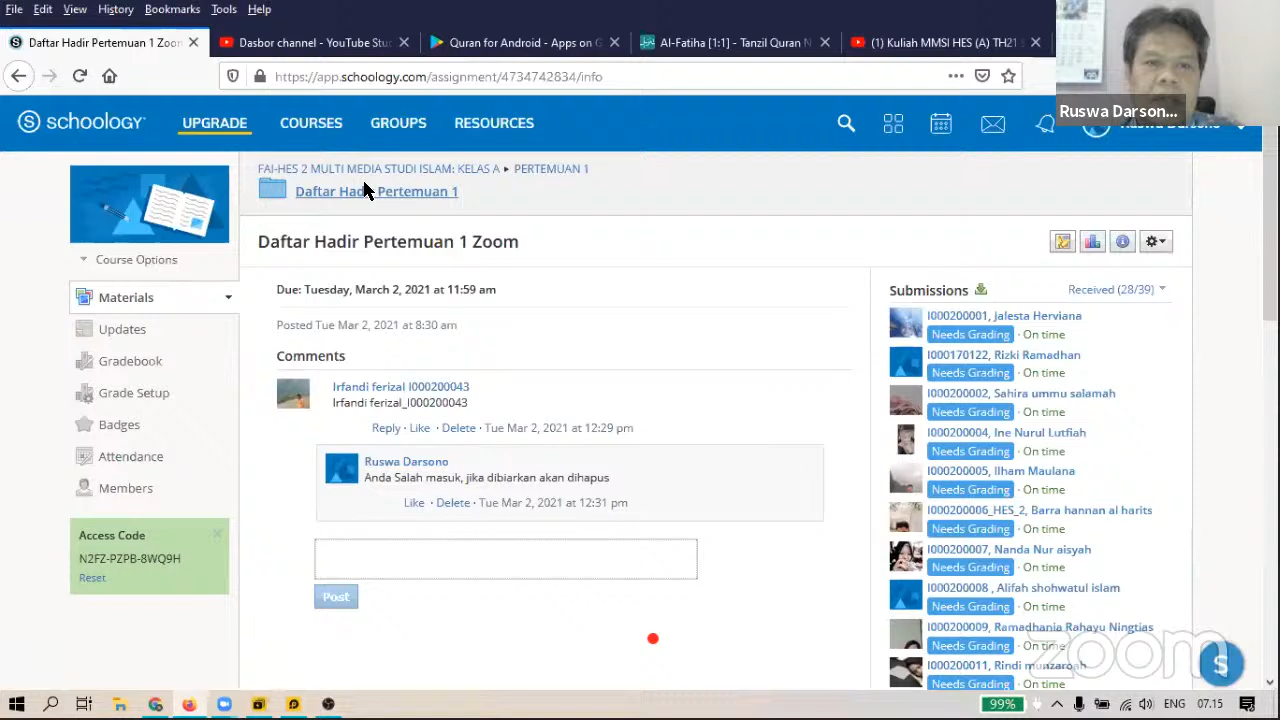 File Edit View History Bookmarks Tools Help
Daftar Hadir Pertemuan 1 Zoom
Dasbor channel - YouTube Stu
Quran for Android - Apps on G
Al-Fatiha [1:1] - Tanzil Quran N
(1) Kuliah MMSI HES (A) TH21
https://app.schoology.com/assignment/4734742834/info
Ruswa Darson...
S schoology
UPGRADE COURSES GROUPS RESOURCES
FAI-HES 2 MULTI MEDIA STUDI ISLAM: KELAS A PERTEMUAN 1
Daftar Hadir Pertemuan 1
Daftar Hadir Pertemuan 1 Zoom
Course Options
Materials
Updates
Gradebook
Grade Setup
Badges
Attendance
Members
Access Code
N2FZ-PZPB-8WQ9H
Reset
Due: Tuesday, March 2, 2021 at 11:59 am
Posted Tue Mar 2, 2021 at 8:30 am
Comments
Irfandi ferizal I000200043
Irfandi ferizal_I000200043
Reply · Like · Delete · Tue Mar 2, 2021 at 12:29 pm
Ruswa Darsono
Anda Salah masuk, jika dibiarkan akan dihapus
Like · Delete · Tue Mar 2, 2021 at 12:31 pm
Post
Submissions Received (28/39)
I000200001, Jalesta Herviana
Needs Grading · On time
I000170122, Rizki Ramadhan
Needs Grading · On time
I000200002, Sahira ummu salamah
Needs Grading · On time
I000200004, Ine Nurul Lutfiah
Needs Grading · On time
I000200005, Ilham Maulana
Needs Grading · On time
I000200006_HES_2, Barra hannan al harits
Needs Grading · On time
I000200007, Nanda Nur aisyah
Needs Grading · On time
I000200008 , Alifah shohwatul islam
Needs Grading · On time
I000200009, Ramadhania Rahayu Ningtias
Needs Grading · On time
I000200011, Rindi munzaroah
Needs Grading · On time
zoom
S
99% ENG 07.15